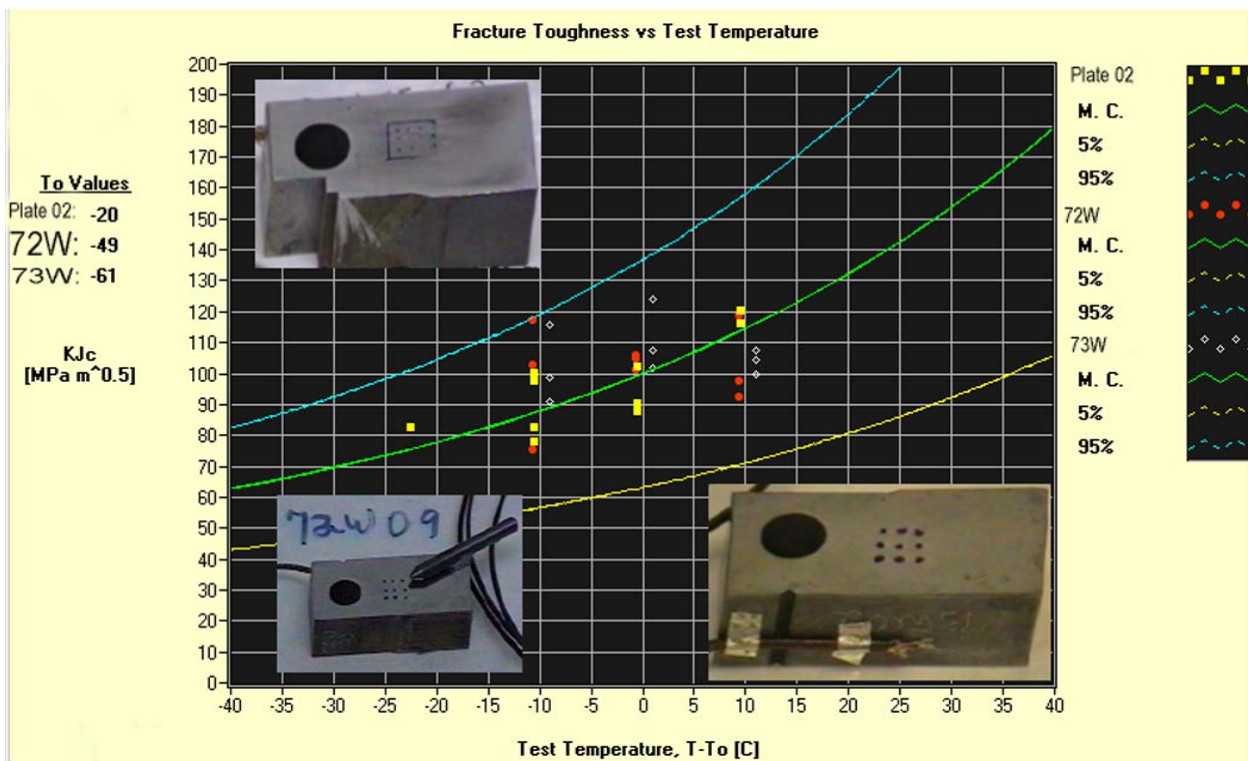 Fracture Toughness vs Test Temperature
To Values
Plate 02: -20
72W: -49
73W: -61
KJc
[MPa m^0.5]
200
190
180
170
160
150
140
130
120
110
100
90
80
70
60
50
40
30
20
10
0
-40 -35 -30 -25 -20 -15 -10 -5 0 5 10 15 20 25 30 35 40
Test Temperature, T-To [C]
Plate 02
M. C.
5%
95%
72W
M. C.
5%
95%
73W
M. C.
5%
95%
72W 09